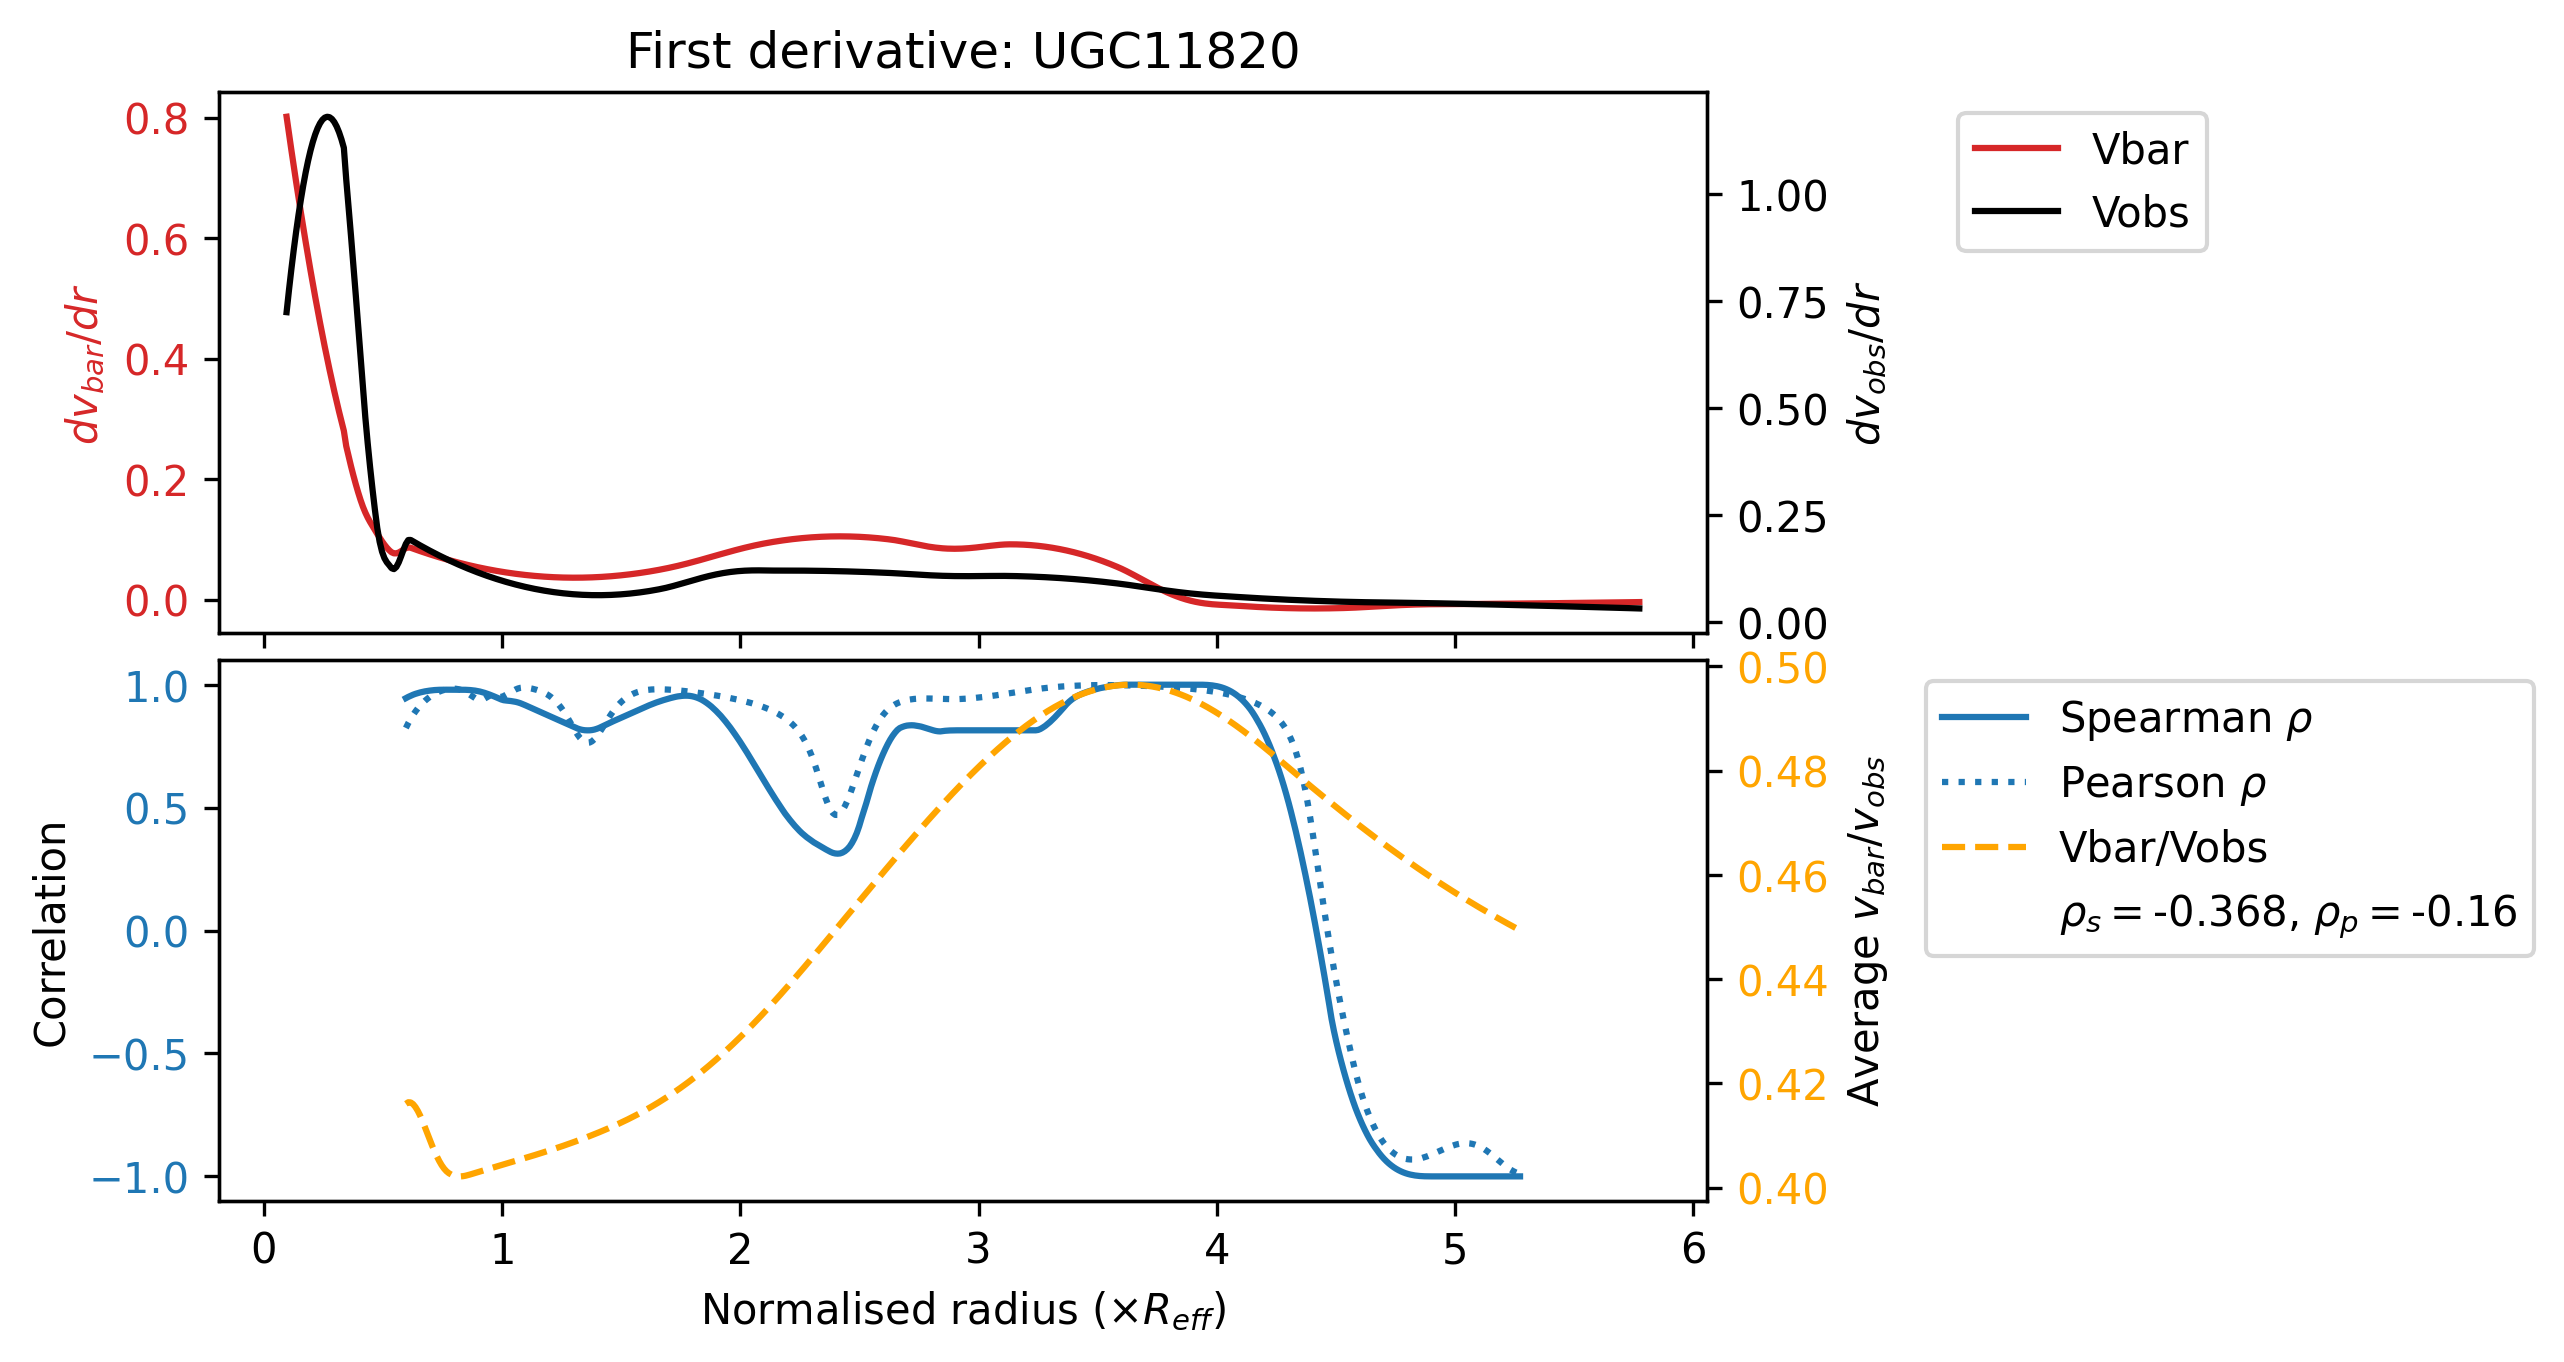 First derivative: UGC11820
0.8
0.6
0.4
0.2
0.0
dv_bar/dr
1.00
0.75
0.50
0.25
0.00
dv_obs/dr
Vbar
Vobs
1.0
0.5
0.0
−0.5
−1.0
Correlation
0.50
0.48
0.46
0.44
0.42
0.40
Average v_bar/v_obs
Spearman ρ
Pearson ρ
Vbar/Vobs
ρ_s = -0.368, ρ_p = -0.16
0 1 2 3 4 5 6
Normalised radius (×R_eff)